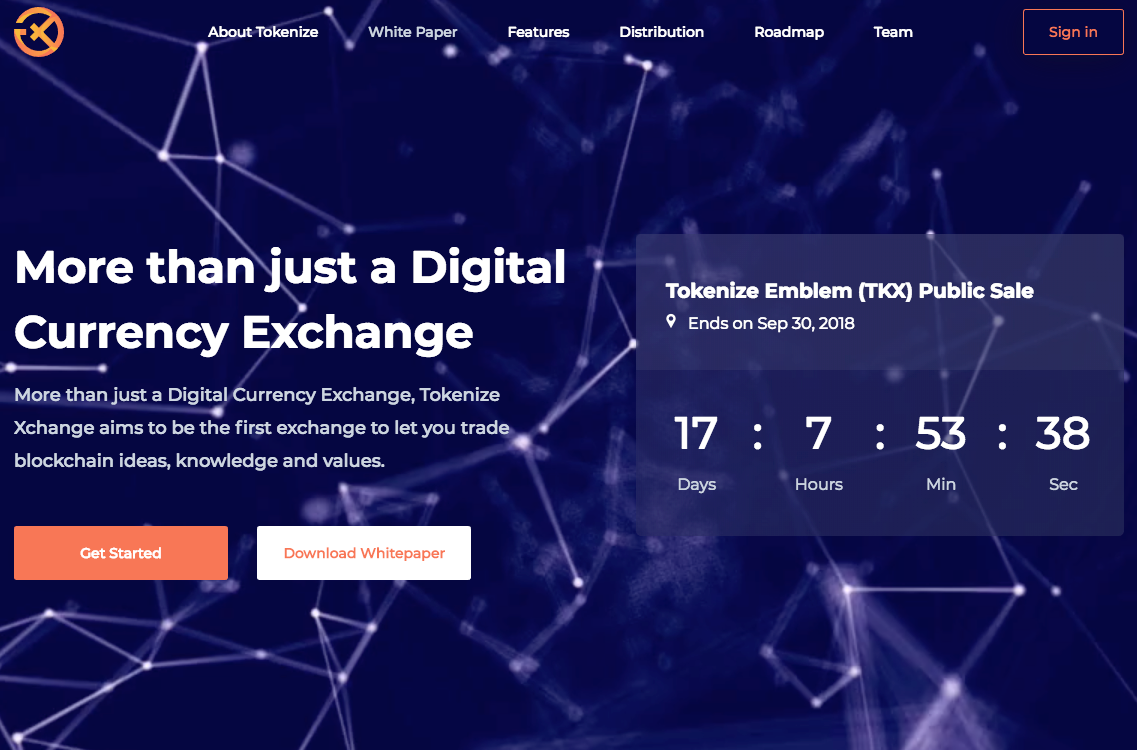 About Tokenize White Paper Features Distribution Roadmap Team Sign in
More than just a Digital
Currency Exchange
More than just a Digital Currency Exchange, Tokenize
Xchange aims to be the first exchange to let you trade
blockchain ideas, knowledge and values.
Get Started Download Whitepaper
Tokenize Emblem (TKX) Public Sale
Ends on Sep 30, 2018
17 : 7 : 53 : 38
Days Hours Min Sec